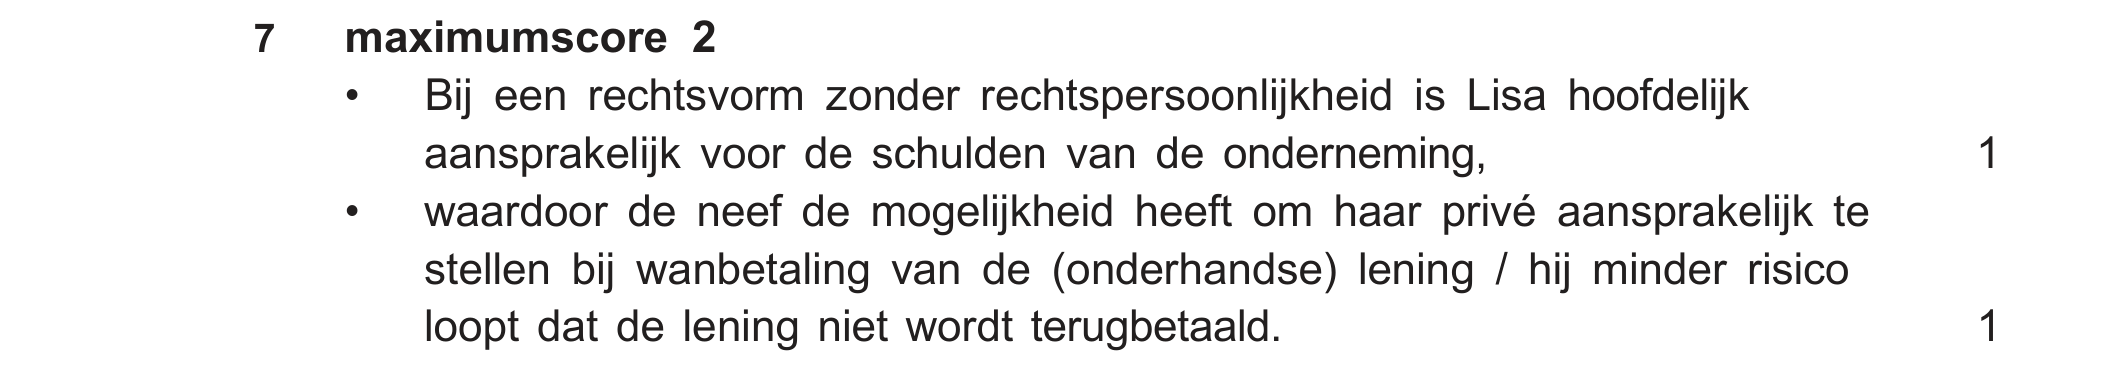 7 maximumscore 2
• Bij een rechtsvorm zonder rechtspersoonlijkheid is Lisa hoofdelijk
aansprakelijk voor de schulden van de onderneming, 1
• waardoor de neef de mogelijkheid heeft om haar privé aansprakelijk te
stellen bij wanbetaling van de (onderhandse) lening / hij minder risico
loopt dat de lening niet wordt terugbetaald. 1